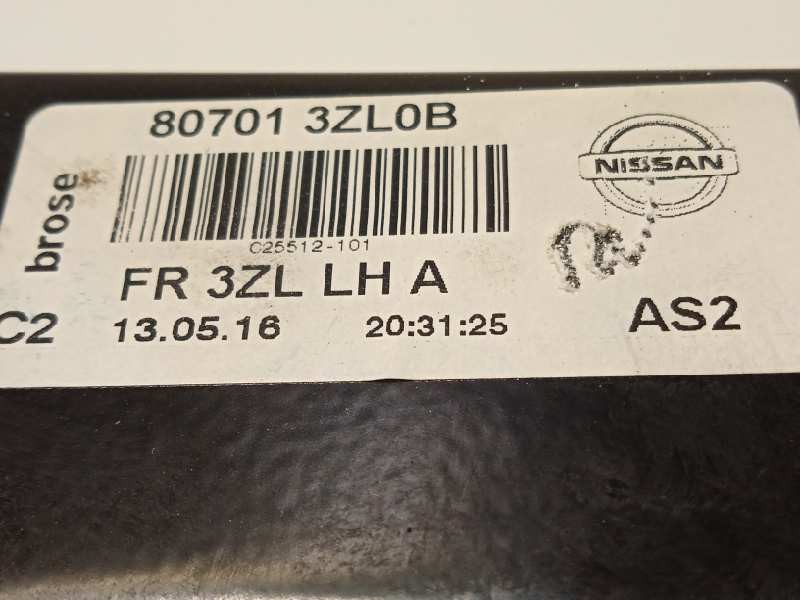 80701 3ZL0B
NISSAN
brose
C25512-101
FR 3ZL LH A
C2 13.05.16 20:31:25 AS2